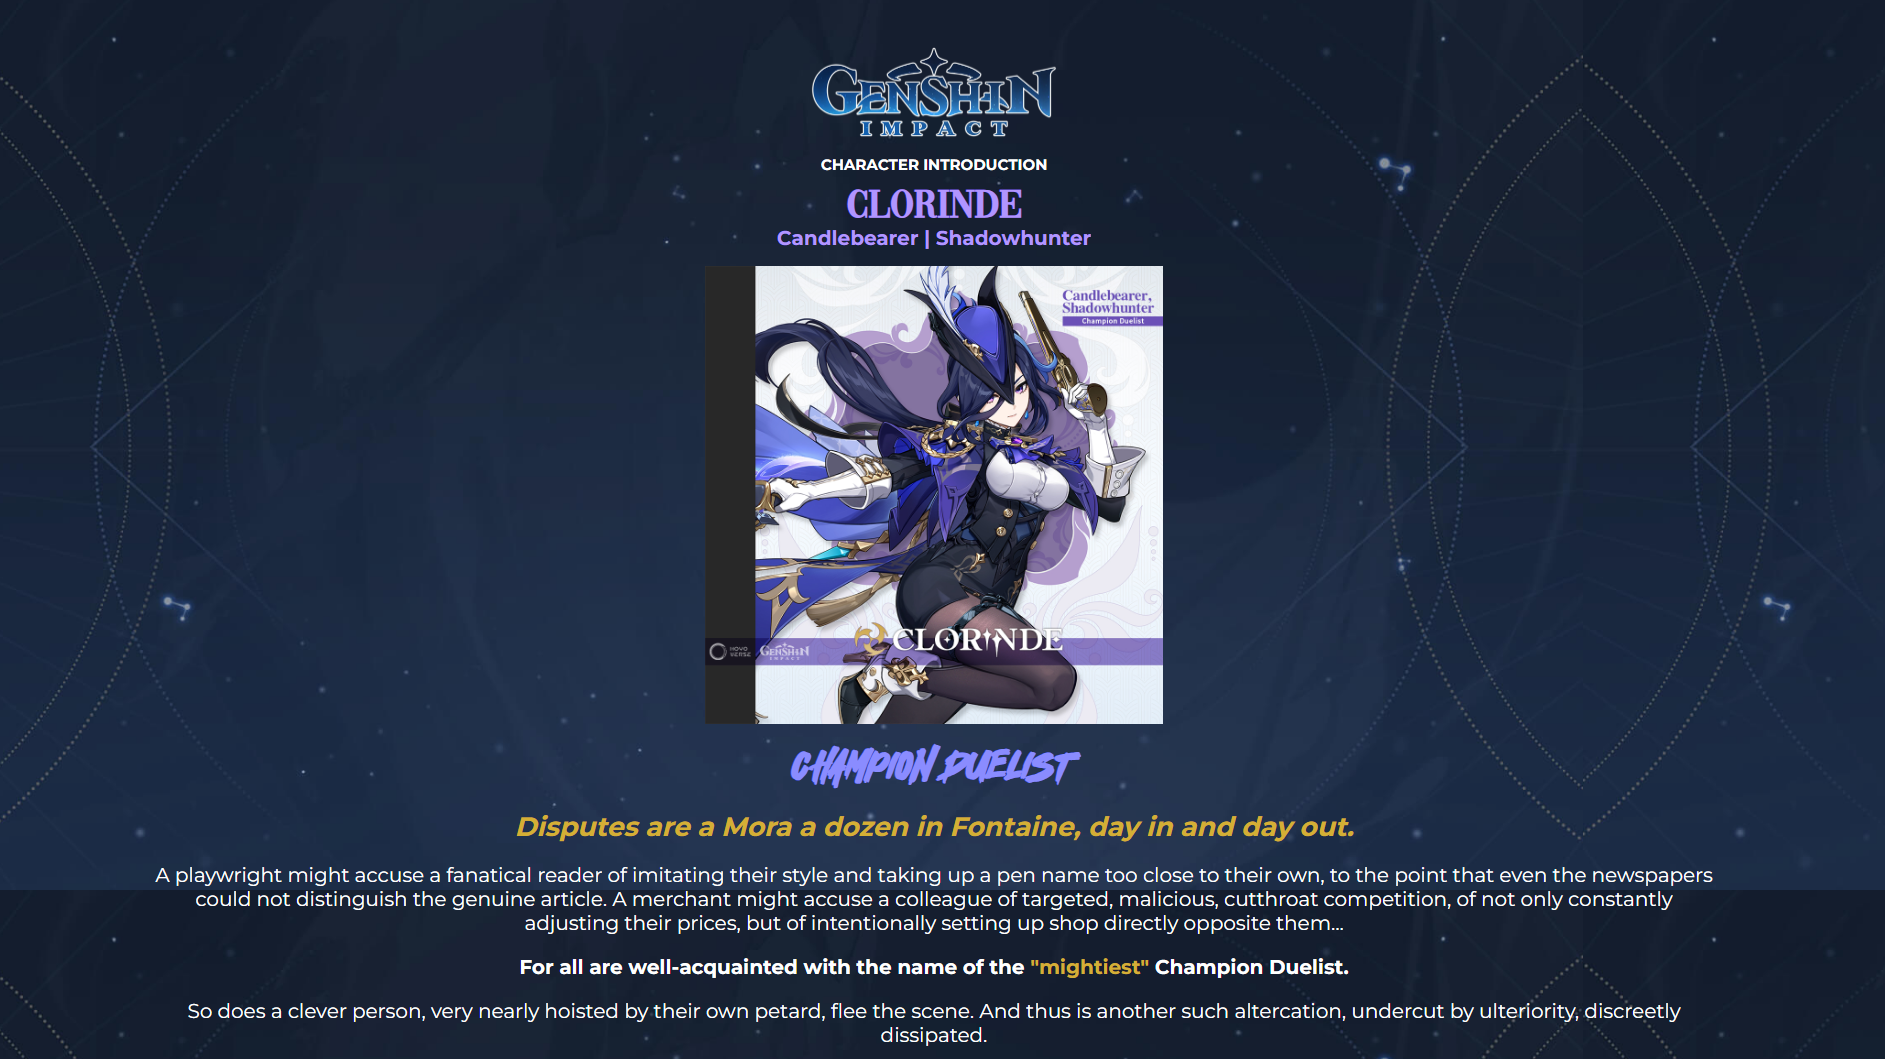 GENSHIN
IMPACT
CHARACTER INTRODUCTION
CLORINDE
Candlebearer | Shadowhunter
Candlebearer,
Shadowhunter
Champion Duelist
CLORINDE
HOYO
VERSE
GENSHIN
IMPACT
CHAMPION DUELIST
Disputes are a Mora a dozen in Fontaine, day in and day out.
A playwright might accuse a fanatical reader of imitating their style and taking up a pen name too close to their own, to the point that even the newspapers
could not distinguish the genuine article. A merchant might accuse a colleague of targeted, malicious, cutthroat competition, of not only constantly
adjusting their prices, but of intentionally setting up shop directly opposite them...
For all are well-acquainted with the name of the "mightiest" Champion Duelist.
So does a clever person, very nearly hoisted by their own petard, flee the scene. And thus is another such altercation, undercut by ulteriority, discreetly
dissipated.